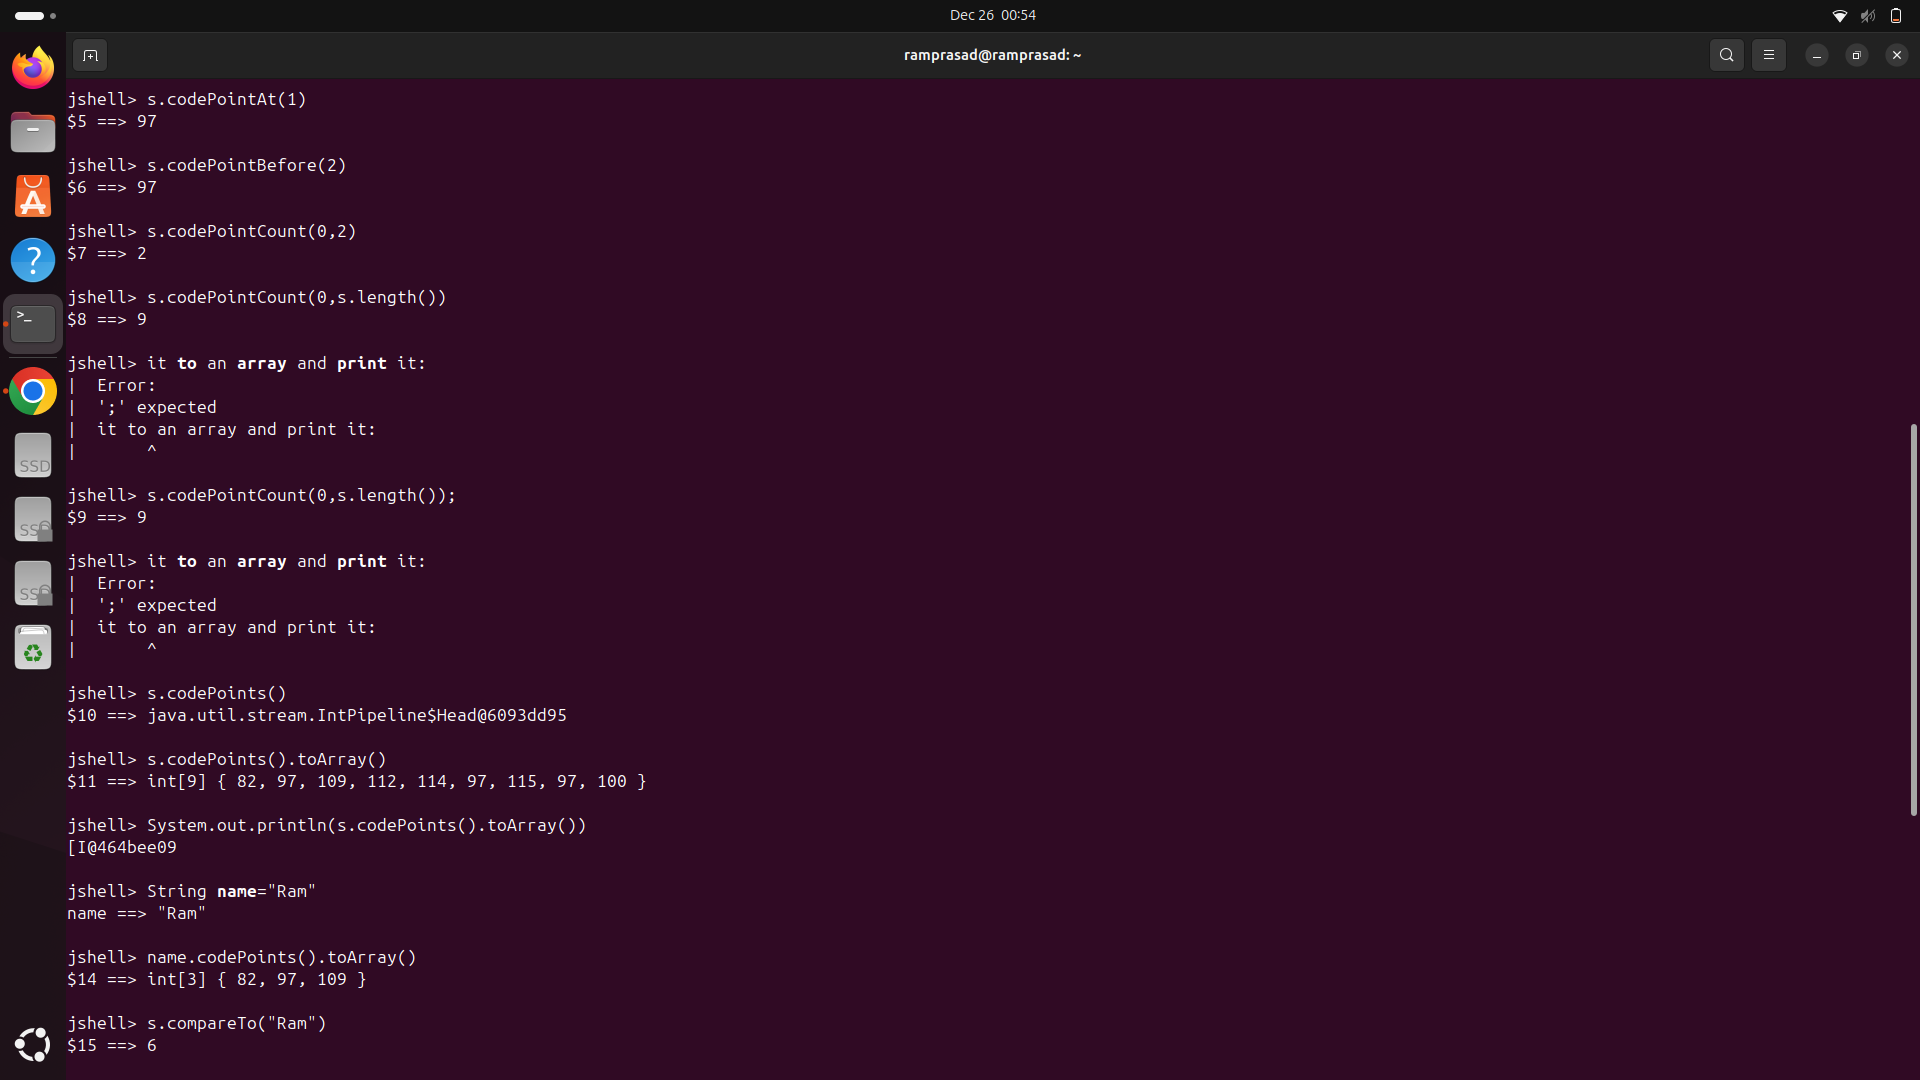 Dec 26 00:54
ramprasad@ramprasad: ~
jshell> s.codePointAt(1)
$5 ==> 97
jshell> s.codePointBefore(2)
$6 ==> 97
jshell> s.codePointCount(0,2)
$7 ==> 2
jshell> s.codePointCount(0,s.length())
$8 ==> 9
jshell> it to an array and print it:
|  Error:
|  ';' expected
|  it to an array and print it:
|       ^
jshell> s.codePointCount(0,s.length());
$9 ==> 9
jshell> it to an array and print it:
|  Error:
|  ';' expected
|  it to an array and print it:
|       ^
jshell> s.codePoints()
$10 ==> java.util.stream.IntPipeline$Head@6093dd95
jshell> s.codePoints().toArray()
$11 ==> int[9] { 82, 97, 109, 112, 114, 97, 115, 97, 100 }
jshell> System.out.println(s.codePoints().toArray())
[I@464bee09
jshell> String name="Ram"
name ==> "Ram"
jshell> name.codePoints().toArray()
$14 ==> int[3] { 82, 97, 109 }
jshell> s.compareTo("Ram")
$15 ==> 6
?
>_
SSD
SS
SS